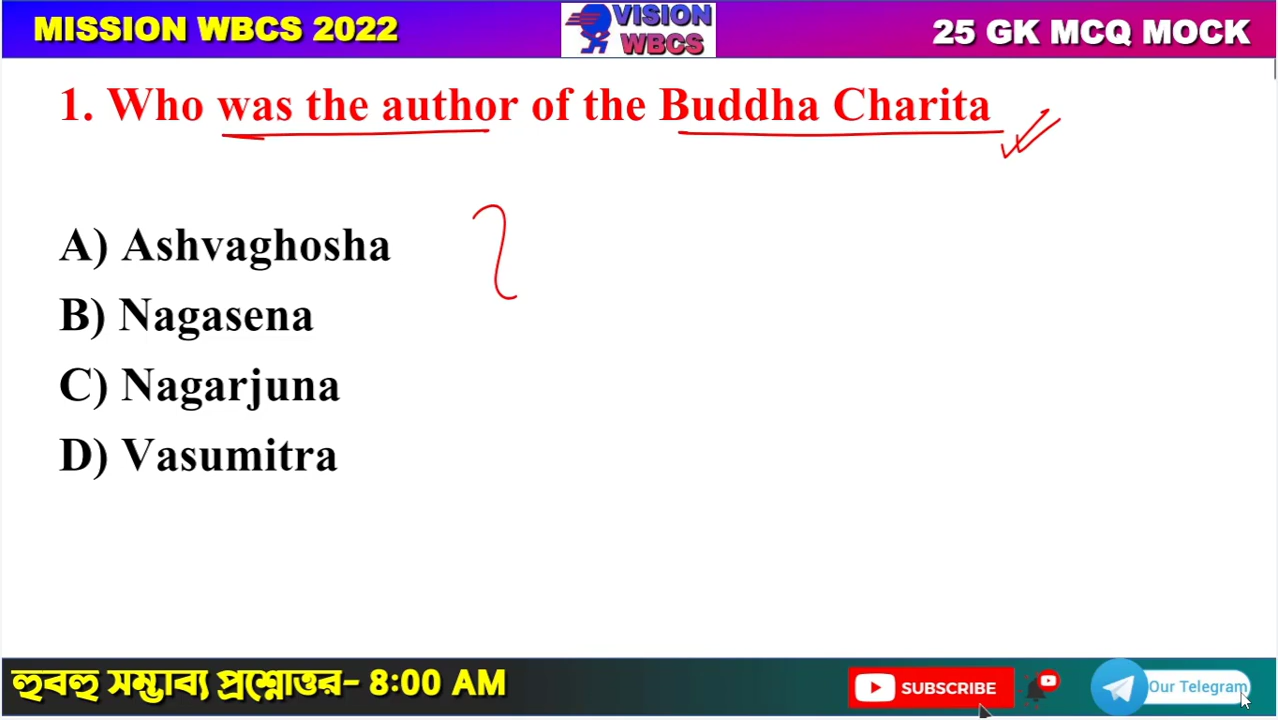 MISSION WBCS 2022
VISION
WBCS
25 GK MCQ MOCK
1. Who was the author of the Buddha Charita
A) Ashvaghosha
B) Nagasena
C) Nagarjuna
D) Vasumitra
হুবহু সম্ভাব্য প্রশ্নোত্তর- 8:00 AM
SUBSCRIBE
Our Telegram